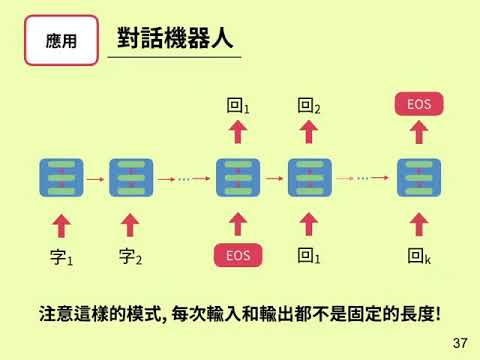 應用
對話機器人
回1 回2 EOS
字1 字2 EOS 回1 回k
注意這樣的模式, 每次輸入和輸出都不是固定的長度!
37